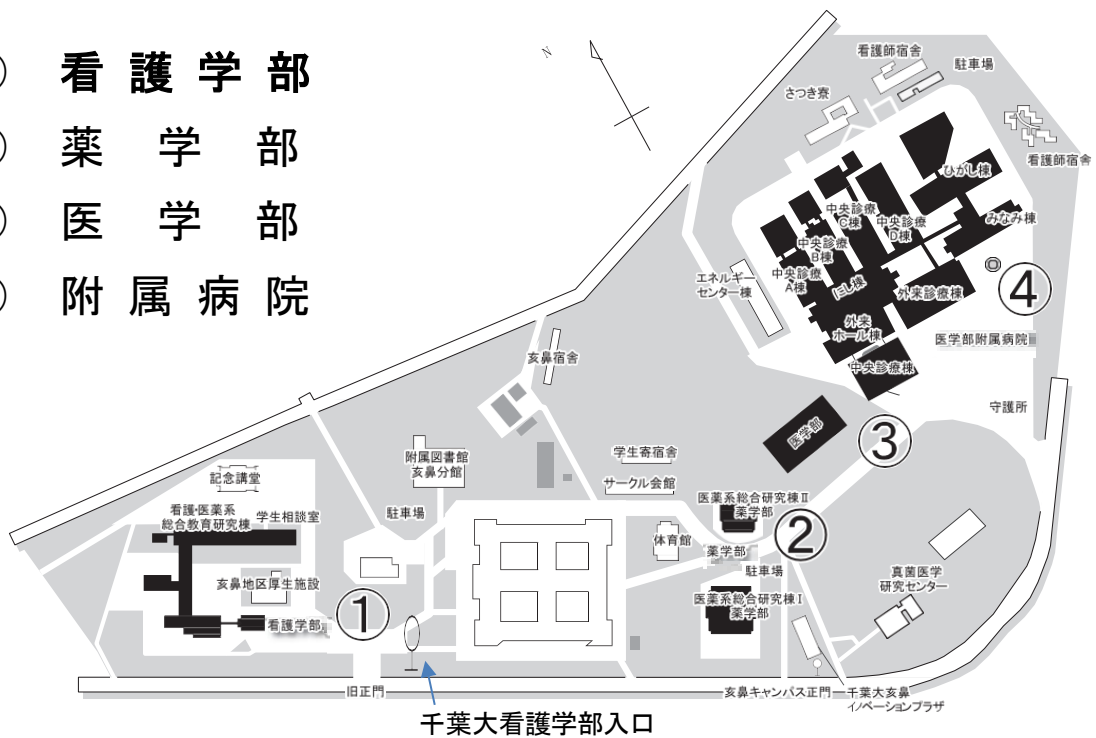 看護学部
薬学部
医学部
附属病院
N
看護師宿舎
駐車場
さつき寮
看護師宿舎
ひがし棟
みなみ棟
中央診療
C棟
中央診療
D棟
中央診療
B棟
中央診療
A棟
にし棟
外来診療棟
④
エネルギー
センター棟
外来
ホール棟
医学部附属病院
中央診療棟
亥鼻宿舎
守護所
医学部
③
附属図書館
亥鼻分館
学生寄宿舎
サークル会館
記念講堂
医薬系総合研究棟Ⅱ
薬学部
②
看護・医薬系
総合教育研究棟
学生相談室
駐車場
体育館
薬学部
駐車場
亥鼻地区厚生施設
真菌医学
研究センター
医薬系総合研究棟Ⅰ
薬学部
①
看護学部
旧正門
亥鼻キャンパス正門
千葉大亥鼻
イノベーションプラザ
千葉大看護学部入口